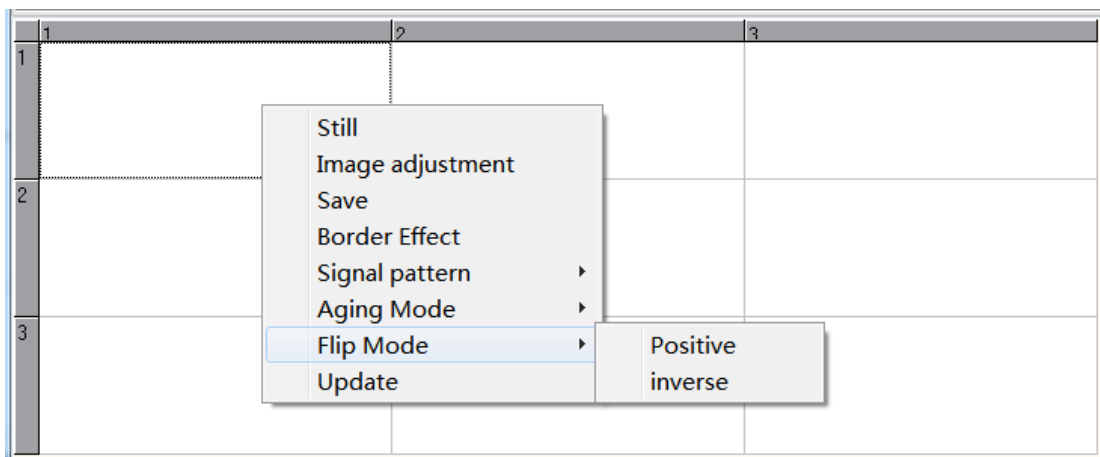 1 2 3
1
Still
Image adjustment
Save
2
Border Effect
Signal pattern
Aging Mode
3
Flip Mode Positive
Update inverse